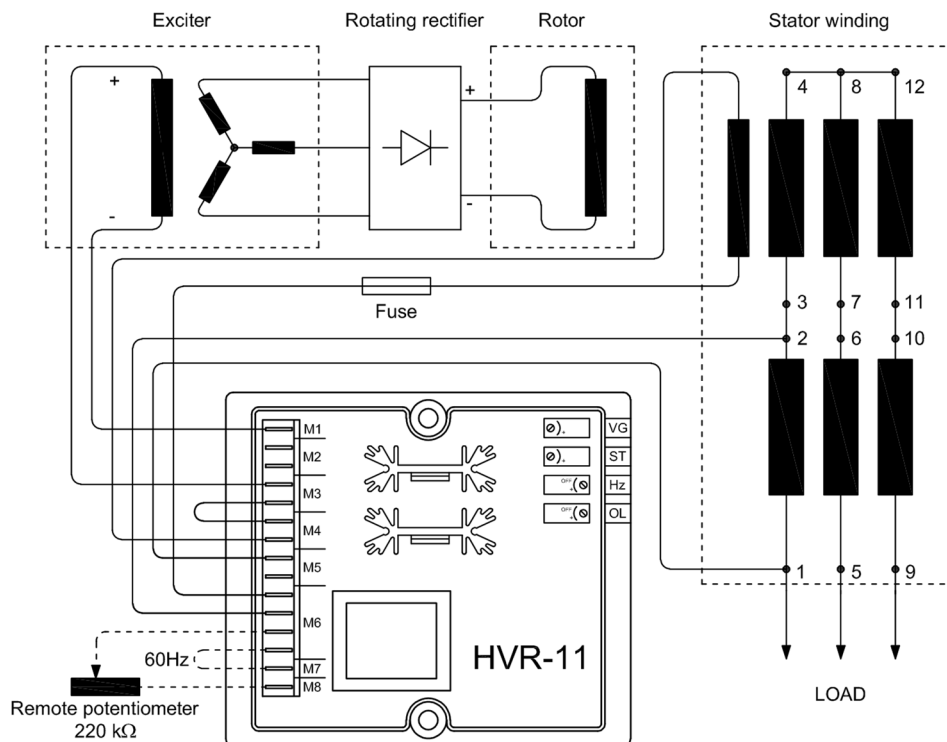 Exciter
Rotating rectifier
Rotor
Stator winding
+
-
+
-
4 8 12
3 7 11
2 6 10
1 5 9
Fuse
M1
M2
M3
M4
M5
M6
M7
M8
VG
ST
OFF Hz
OFF OL
60Hz
HVR-11
Remote potentiometer
220 kΩ
LOAD